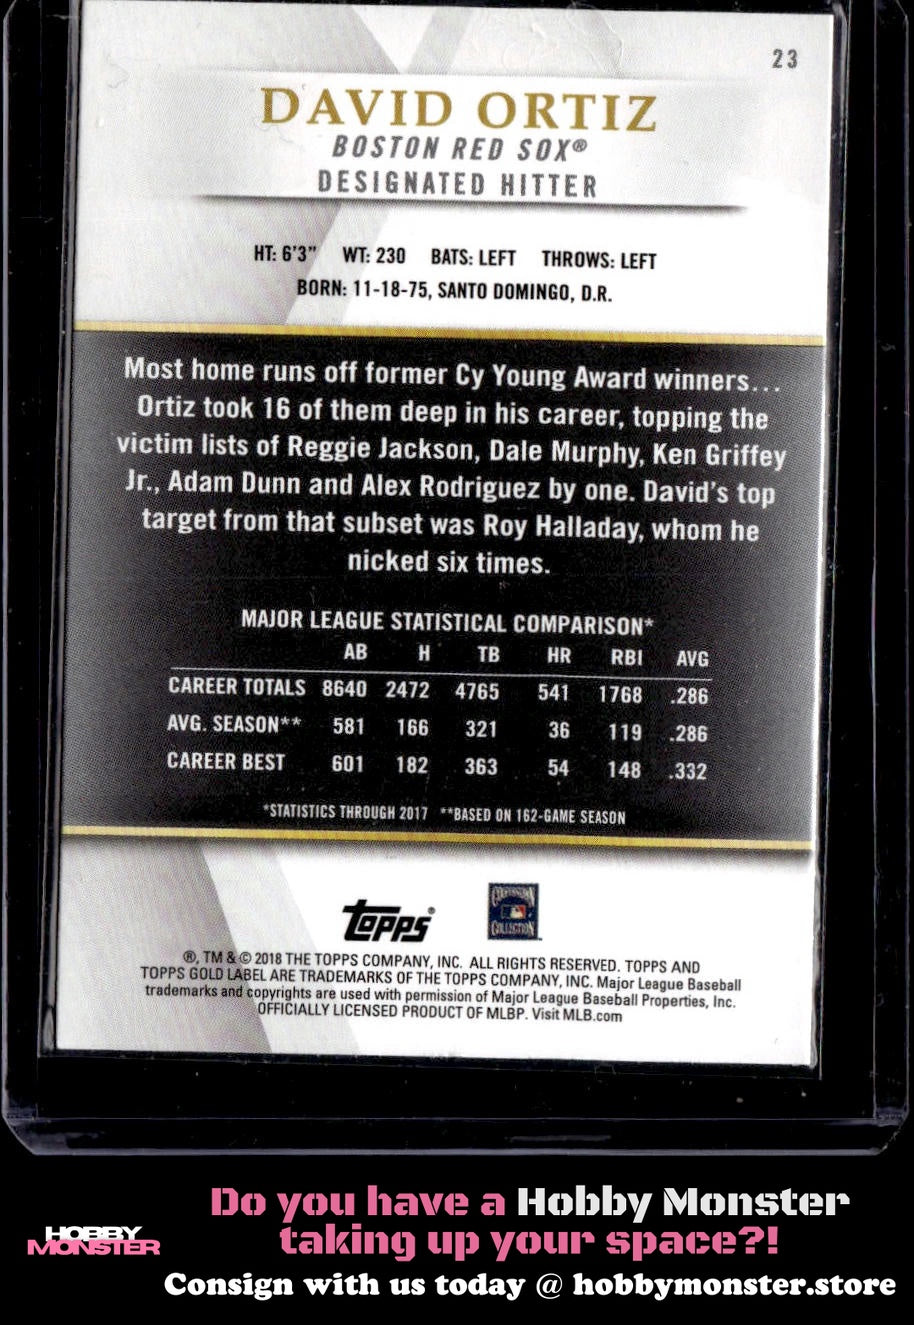 23
DAVID ORTIZ
BOSTON RED SOX®
DESIGNATED HITTER
HT: 6'3" WT: 230 BATS: LEFT THROWS: LEFT
BORN: 11-18-75, SANTO DOMINGO, D.R.
Most home runs off former Cy Young Award winners...
Ortiz took 16 of them deep in his career, topping the
victim lists of Reggie Jackson, Dale Murphy, Ken Griffey
Jr., Adam Dunn and Alex Rodriguez by one. David's top
target from that subset was Roy Halladay, whom he
nicked six times.
MAJOR LEAGUE STATISTICAL COMPARISON*
AB H TB HR RBI AVG
CAREER TOTALS 8640 2472 4765 541 1768 .286
AVG. SEASON** 581 166 321 36 119 .286
CAREER BEST 601 182 363 54 148 .332
*STATISTICS THROUGH 2017 **BASED ON 162-GAME SEASON
topps®
COOPERSTOWN
COLLECTION
®, TM & © 2018 THE TOPPS COMPANY, INC. ALL RIGHTS RESERVED. TOPPS AND
TOPPS GOLD LABEL ARE TRADEMARKS OF THE TOPPS COMPANY, INC. Major League Baseball
trademarks and copyrights are used with permission of Major League Baseball Properties, Inc.
OFFICIALLY LICENSED PRODUCT OF MLBP. Visit MLB.com
HOBBY
MONSTER
Do you have a Hobby Monster
taking up your space?!
Consign with us today @ hobbymonster.store